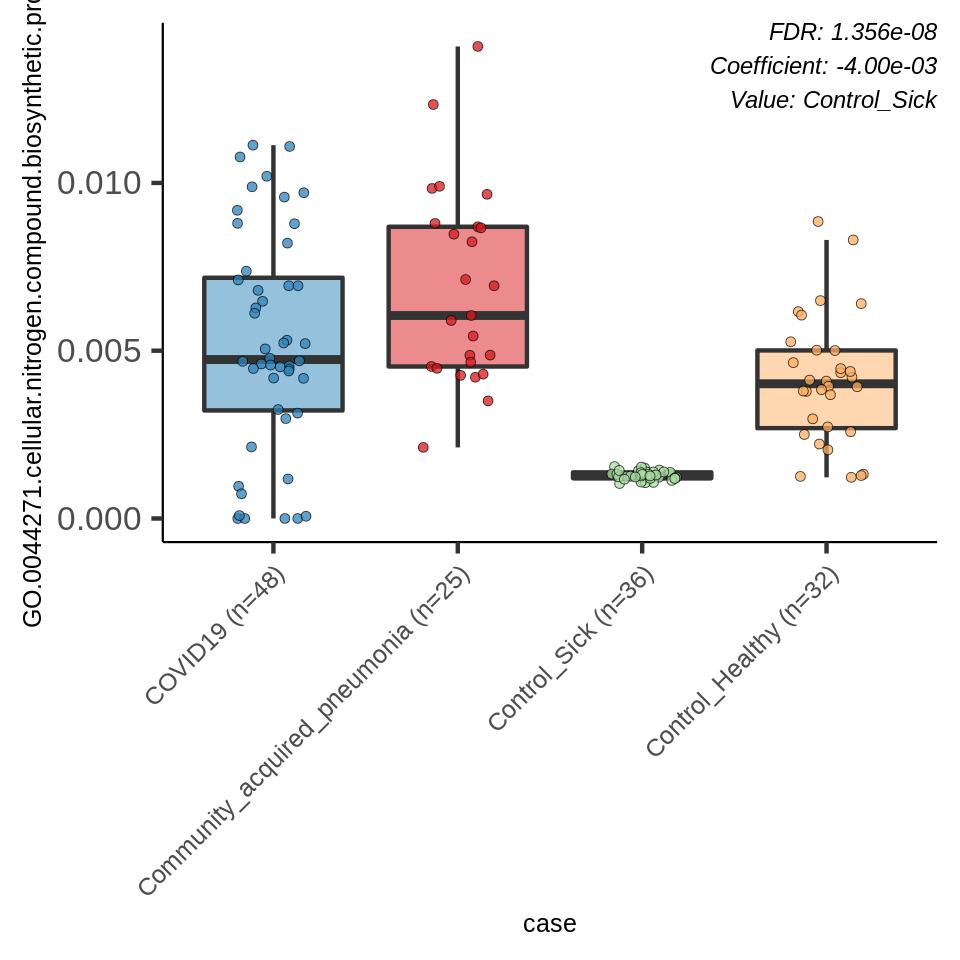 FDR: 1.356e-08
Coefficient: -4.00e-03
Value: Control_Sick
GO.0044271.cellular.nitrogen.compound.biosynthetic.pro
0.010
0.005
0.000
COVID19 (n=48)
Community_acquired_pneumonia (n=25)
Control_Sick (n=36)
Control_Healthy (n=32)
case